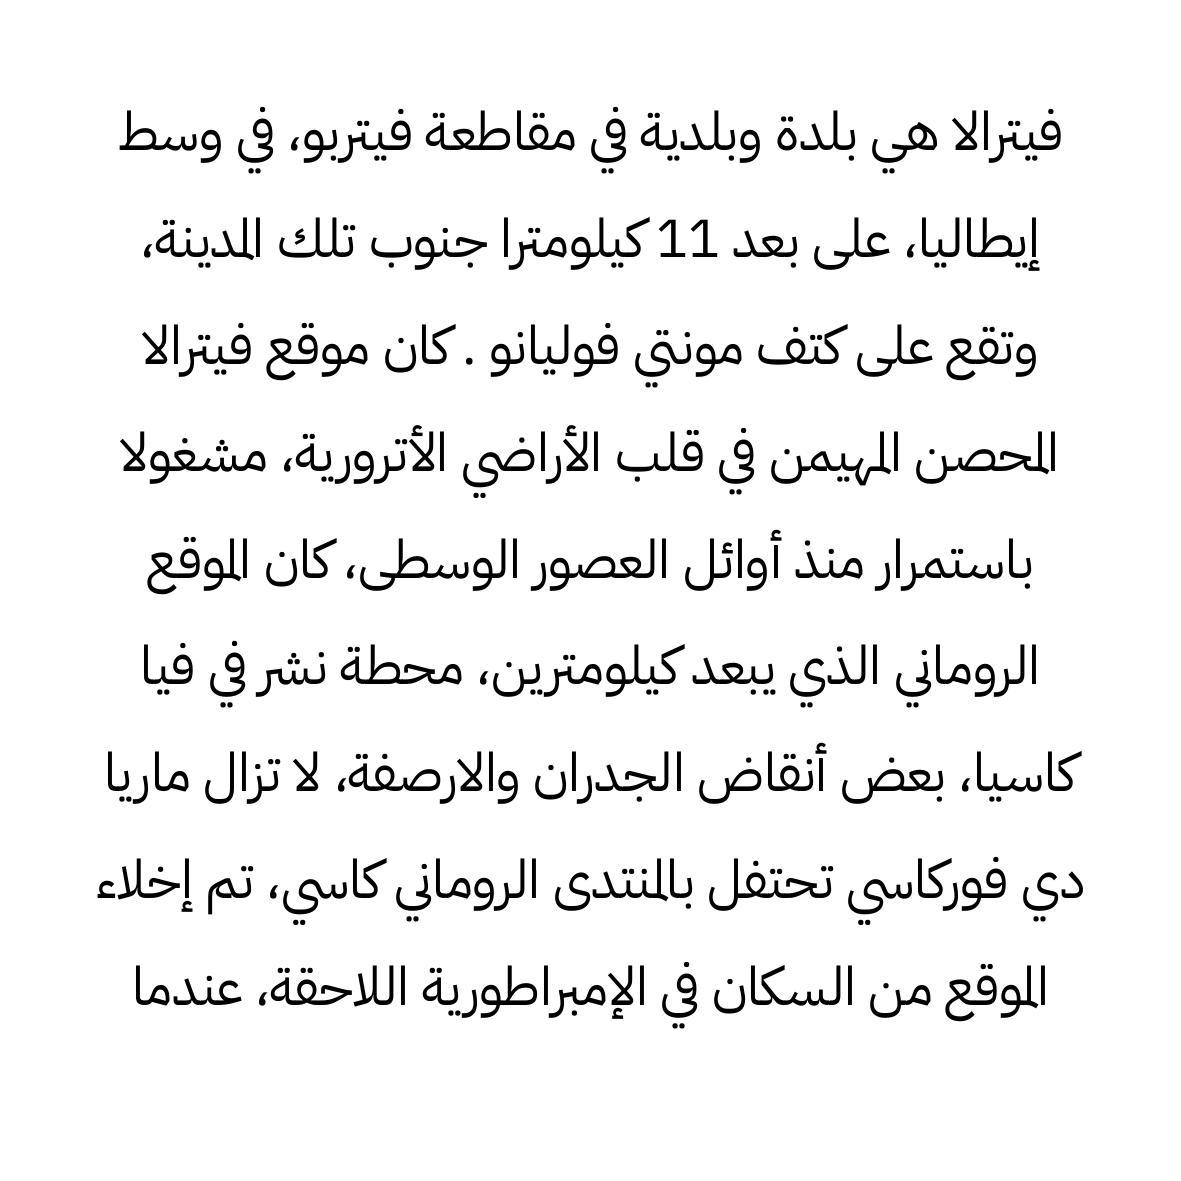 فيترالا هي بلدة وبلدية في مقاطعة فيتربو، في وسط
إيطاليا، على بعد 11 كيلومترا جنوب تلك المدينة،
وتقع على كتف مونتي فوليانو . كان موقع فيترالا
المحصن المهيمن في قلب الأراضي الأترورية، مشغولا
باستمرار منذ أوائل العصور الوسطى، كان الموقع
الروماني الذي يبعد كيلومترين، محطة نشر في فيا
كاسيا، بعض أنقاض الجدران والارصفة، لا تزال ماريا
دي فوركاسي تحتفل بالمنتدى الروماني كاسي، تم إخلاء
الموقع من السكان في الإمبراطورية اللاحقة، عندما